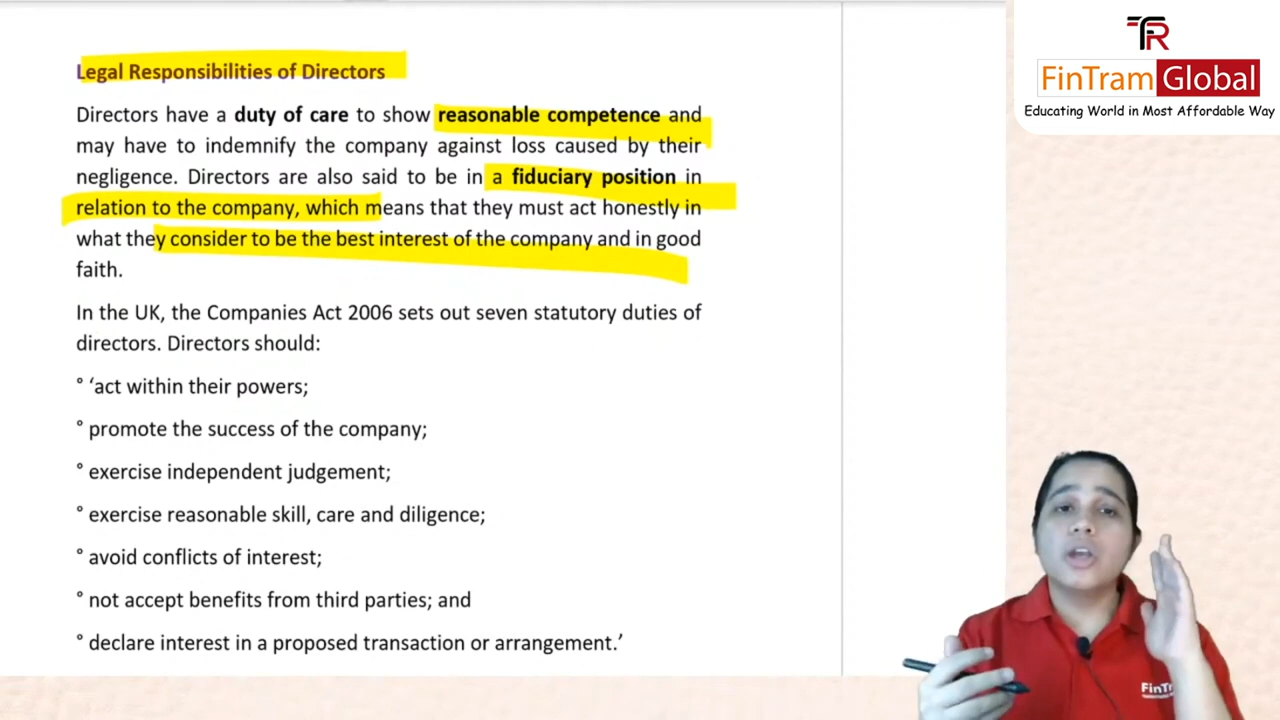 Legal Responsibilities of Directors
Directors have a duty of care to show reasonable competence and
may have to indemnify the company against loss caused by their
negligence. Directors are also said to be in a fiduciary position in
relation to the company, which means that they must act honestly in
what they consider to be the best interest of the company and in good
faith.
In the UK, the Companies Act 2006 sets out seven statutory duties of
directors. Directors should:
° ‘act within their powers;
° promote the success of the company;
° exercise independent judgement;
° exercise reasonable skill, care and diligence;
° avoid conflicts of interest;
° not accept benefits from third parties; and
° declare interest in a proposed transaction or arrangement.’
TR
FinTram Global
Educating World in Most Affordable Way
FinTr